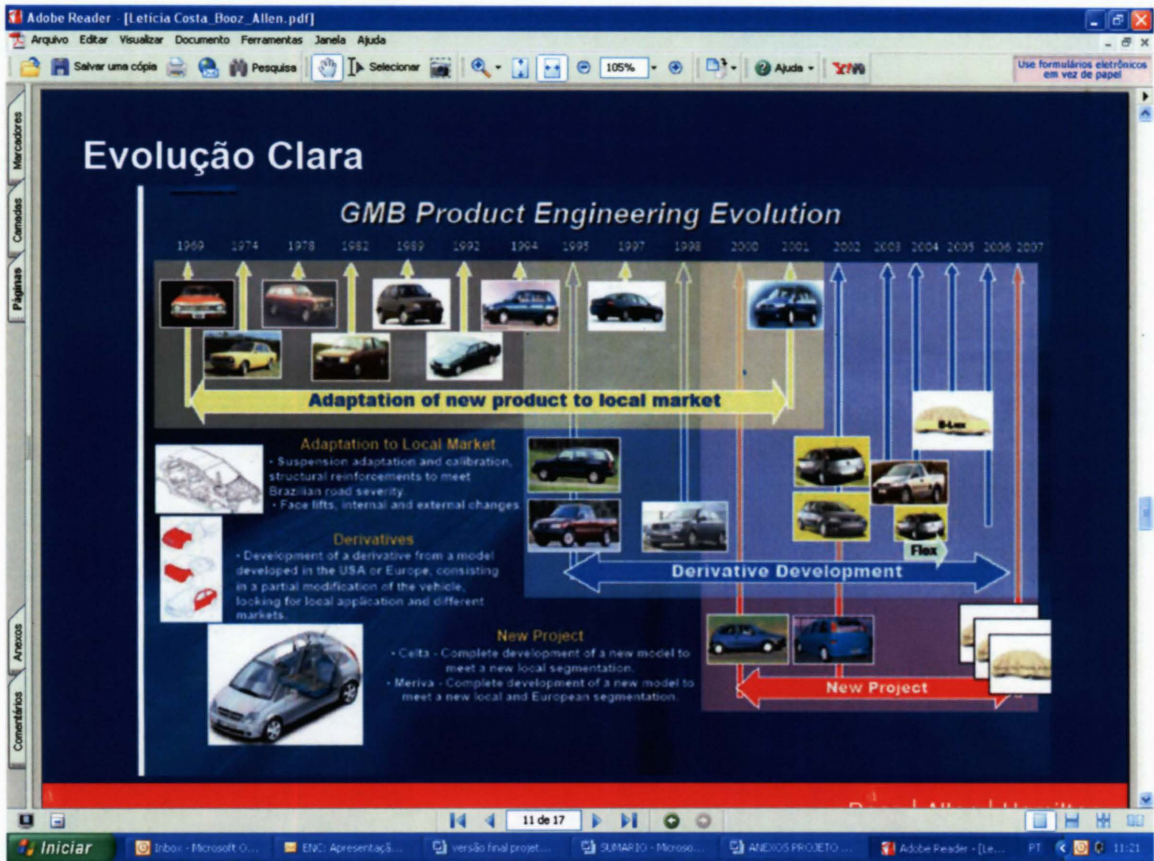 Adobe Reader - [Leticia Costa_Booz_Allen.pdf]
Arquivo Editar Visualizar Documento Ferramentas Janela Ajuda
Salvar uma cópia Pesquisa Selecionar 105% Ajuda
Use formulários eletrônicos
em vez de papel
Marcadores
Camadas
Páginas
Anexos
Comentários
Evolução Clara
GMB Product Engineering Evolution
1969 1974 1978 1982 1989 1992 1994 1995 1997 1998 2000 2001 2002 2003 2004 2005 2006 2007
Adaptation of new product to local market
Adaptation to Local Market
• Suspension adaptation and calibration,
structural reinforcements to meet
Brazilian road severity.
• Face lifts, internal and external changes
Derivatives
• Development of a derivative from a model
developed in the USA or Europe, consisting
in a partial modification of the vehicle,
looking for local application and different
markets.
Flex
Derivative Development
New Project
• Celta - Complete development of a new model to
meet a new local segmentation.
• Meriva - Complete development of a new model to
meet a new local and European segmentation.
New Project
11 de 17
Iniciar
Inbox - Microsoft O...
ENC: Apresentaçã...
versão final projet...
SUMARIO - Microso...
ANEXOS PROJETO ...
Adobe Reader - [Le...
PT 11:21